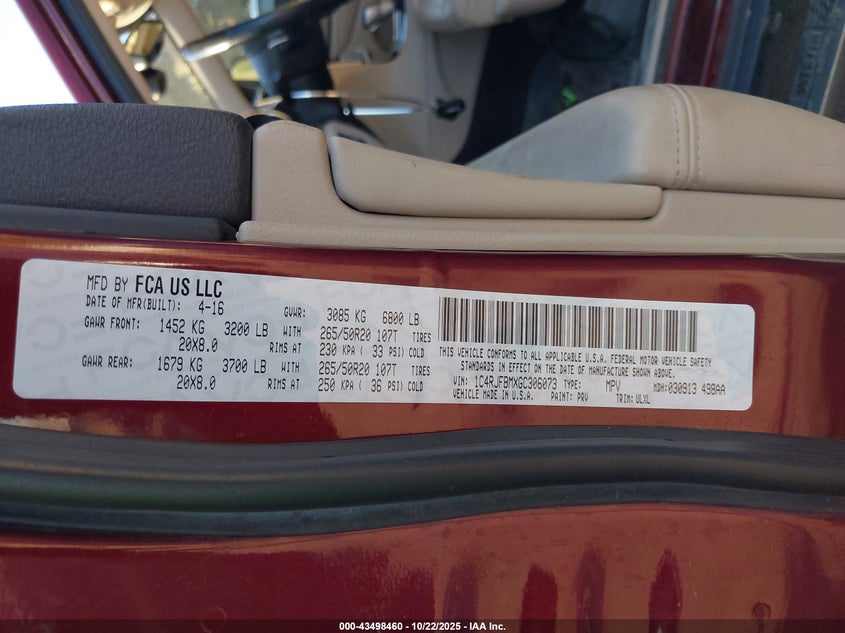 MFD BY FCA US LLC
DATE OF MFR(BUILT): 4-16
GVWR: 3085 KG 6800 LB
GAWR FRONT: 1452 KG 3200 LB WITH 265/50R20 107T TIRES
20X8.0 RIMS AT 230 KPA ( 33 PSI) COLD
GAWR REAR: 1679 KG 3700 LB WITH 265/50R20 107T TIRES
20X8.0 RIMS AT 250 KPA ( 36 PSI) COLD
THIS VEHICLE CONFORMS TO ALL APPLICABLE U.S.A. FEDERAL MOTOR VEHICLE SAFETY
STANDARDS IN EFFECT ON THE DATE OF MANUFACTURE SHOWN ABOVE.
VIN: 1C4RJFBMXGC306073 TYPE: MPV MDH:030913 498AA
VEHICLE MADE IN U.S.A. PAINT: PRV TRIM: ULXL
000-43498460 - 10/22/2025 - IAA Inc.